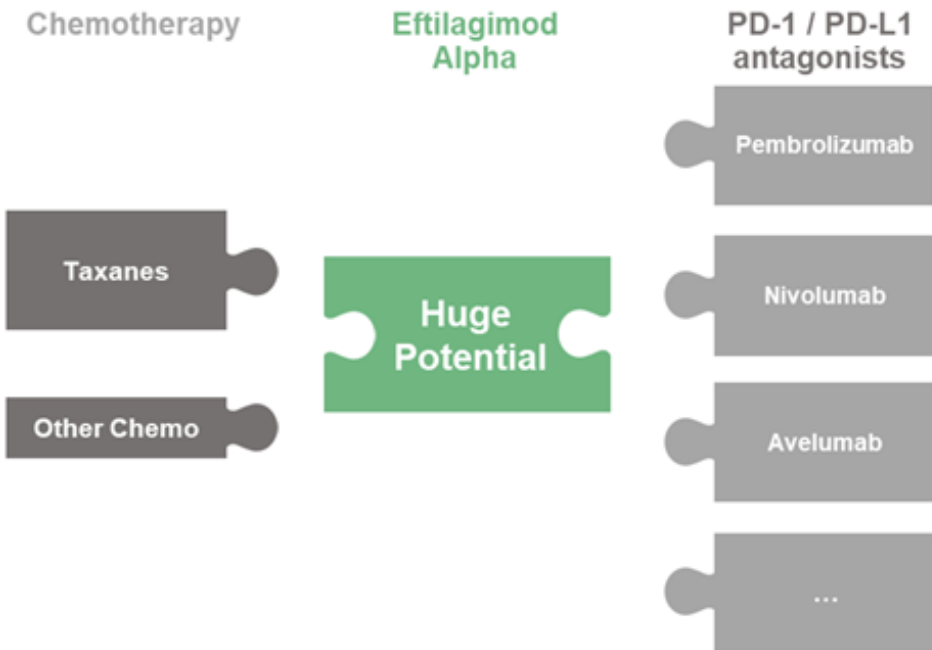 Chemotherapy
Eftilagimod
Alpha
PD-1 / PD-L1
antagonists
Taxanes
Other Chemo
Huge
Potential
Pembrolizumab
Nivolumab
Avelumab
...